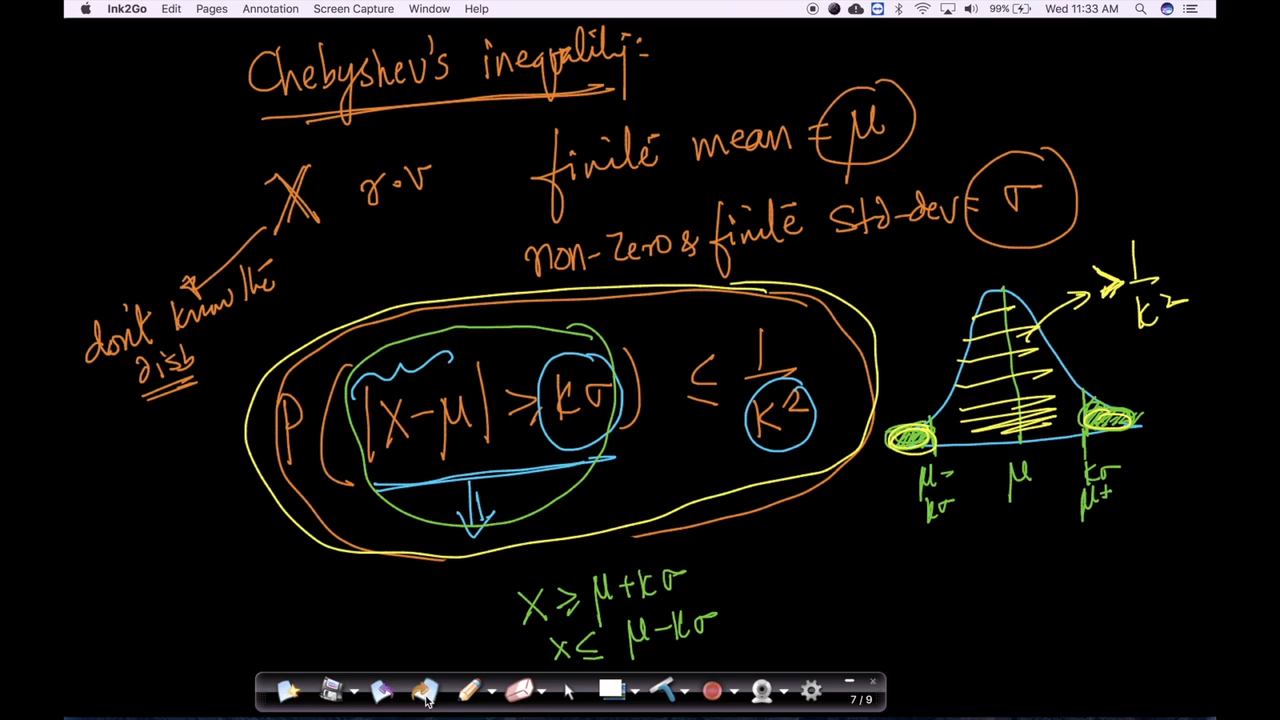 Ink2Go Edit Pages Annotation Screen Capture Window Help 99% Wed 11:33 AM
Chebyshev's inequality:
X r.v
finite mean = μ
non-zero & finite Std-dev = σ
don't know the
disb
P(|X-μ| ≥ kσ) ≤ 1/k²
1/k²
μ-kσ
μ
kσ
μ+
X ≥ μ+kσ
x ≤ μ-kσ
7 / 9